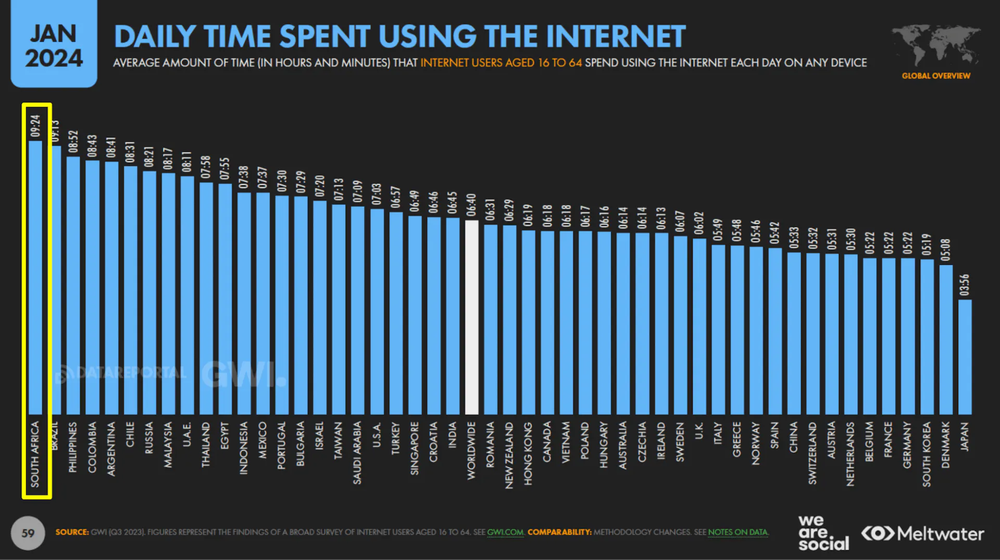 JAN
2024
DAILY TIME SPENT USING THE INTERNET
AVERAGE AMOUNT OF TIME (IN HOURS AND MINUTES) THAT INTERNET USERS AGED 16 TO 64 SPEND USING THE INTERNET EACH DAY ON ANY DEVICE
GLOBAL OVERVIEW
09:24
09:13
08:52
08:43
08:41
08:31
08:21
08:17
08:11
07:58
07:55
07:38
07:37
07:30
07:29
07:20
07:13
07:09
07:03
06:57
06:49
06:46
06:45
06:40
06:31
06:29
06:19
06:18
06:18
06:17
06:16
06:14
06:14
06:13
06:07
06:02
05:49
05:48
05:46
05:42
05:33
05:32
05:31
05:30
05:22
05:22
05:22
05:19
05:08
03:56
DATAREPORTAL
GWI.
SOUTH AFRICA
BRAZIL
PHILIPPINES
COLOMBIA
ARGENTINA
CHILE
RUSSIA
MALAYSIA
U.A.E.
THAILAND
EGYPT
INDONESIA
MEXICO
PORTUGAL
BULGARIA
ISRAEL
TAIWAN
SAUDI ARABIA
U.S.A.
TURKEY
SINGAPORE
CROATIA
INDIA
WORLDWIDE
ROMANIA
NEW ZEALAND
HONG KONG
CANADA
VIETNAM
POLAND
HUNGARY
AUSTRALIA
CZECHIA
IRELAND
SWEDEN
U.K.
ITALY
GREECE
NORWAY
SPAIN
CHINA
SWITZERLAND
AUSTRIA
NETHERLANDS
BELGIUM
FRANCE
GERMANY
SOUTH KOREA
DENMARK
JAPAN
59
SOURCE: GWI (Q3 2023). FIGURES REPRESENT THE FINDINGS OF A BROAD SURVEY OF INTERNET USERS AGED 16 TO 64. SEE GWI.COM. COMPARABILITY: METHODOLOGY CHANGES. SEE NOTES ON DATA.
we
are
social
Meltwater